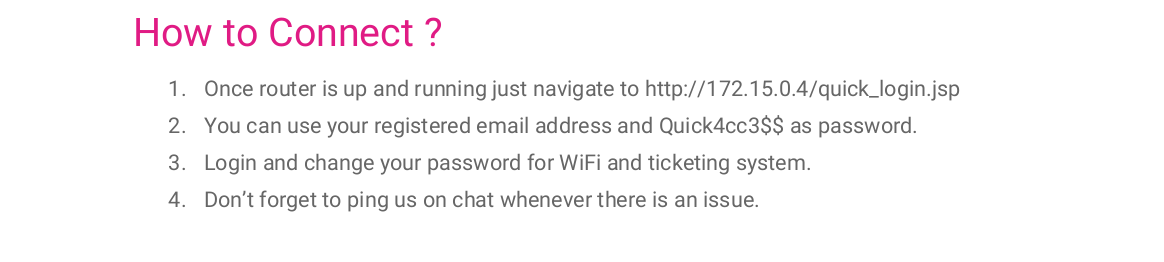 How to Connect ?
1. Once router is up and running just navigate to http://172.15.0.4/quick_login.jsp
2. You can use your registered email address and Quick4cc3$$ as password.
3. Login and change your password for WiFi and ticketing system.
4. Don’t forget to ping us on chat whenever there is an issue.